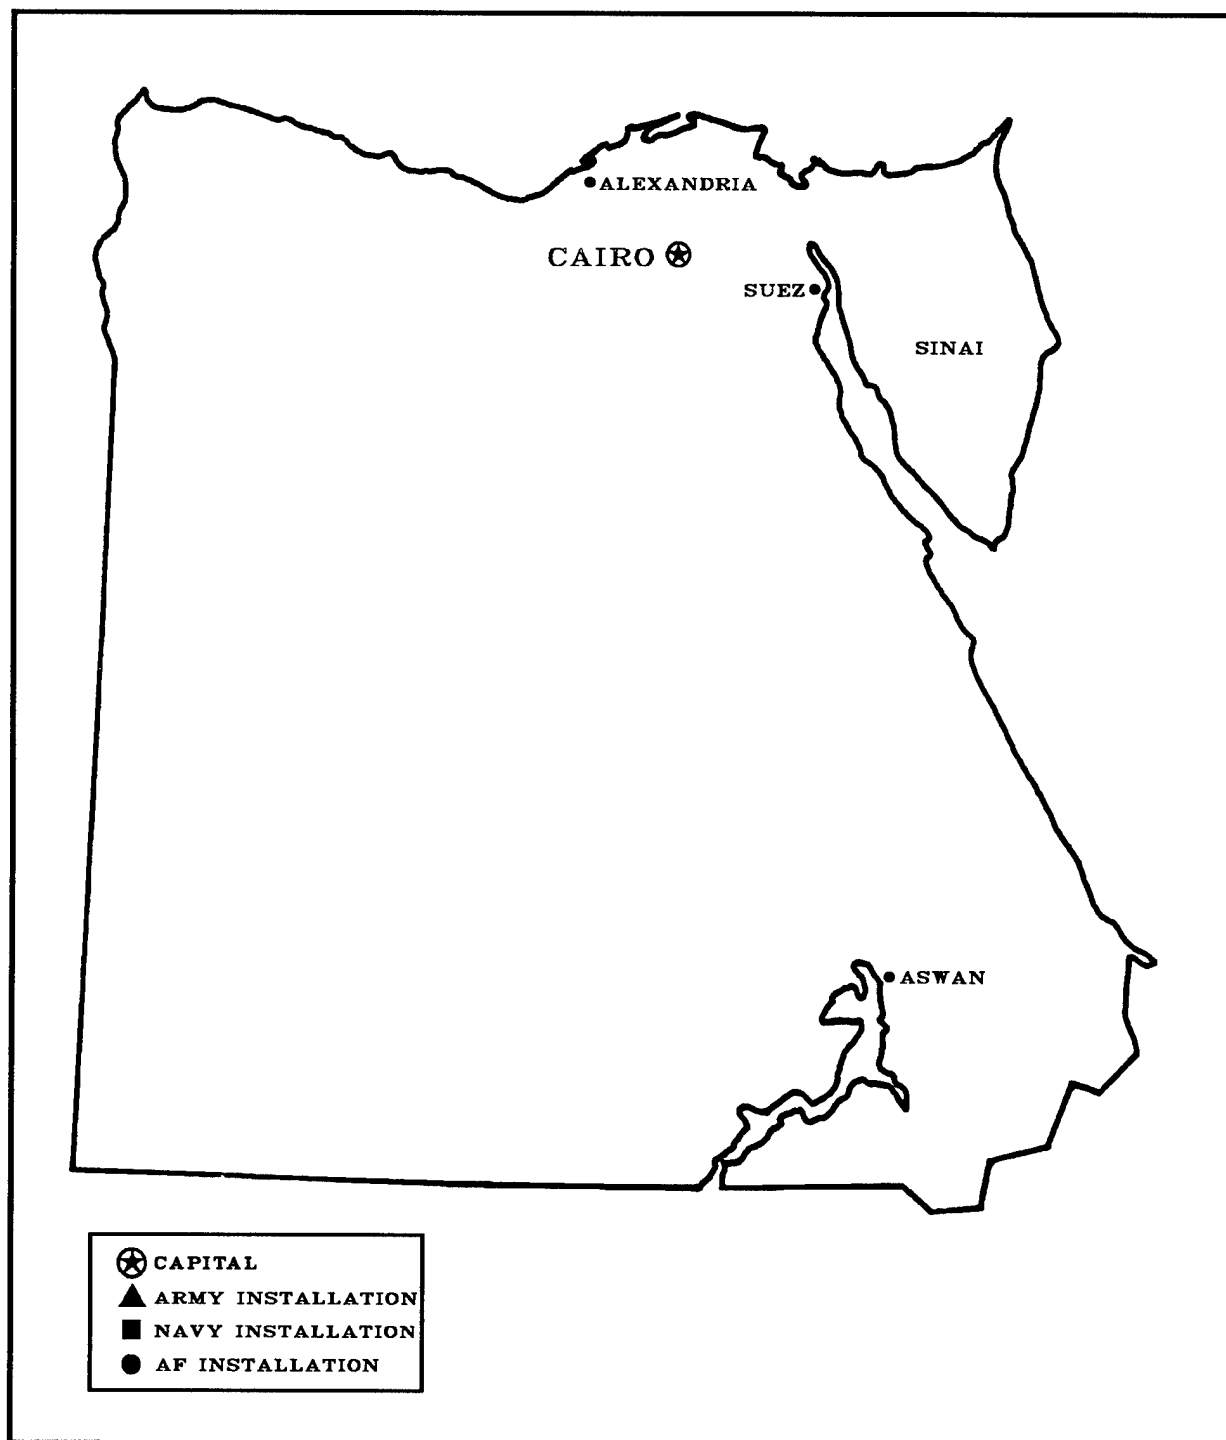 ALEXANDRIA
CAIRO
SUEZ
SINAI
ASWAN
CAPITAL
ARMY INSTALLATION
NAVY INSTALLATION
AF INSTALLATION